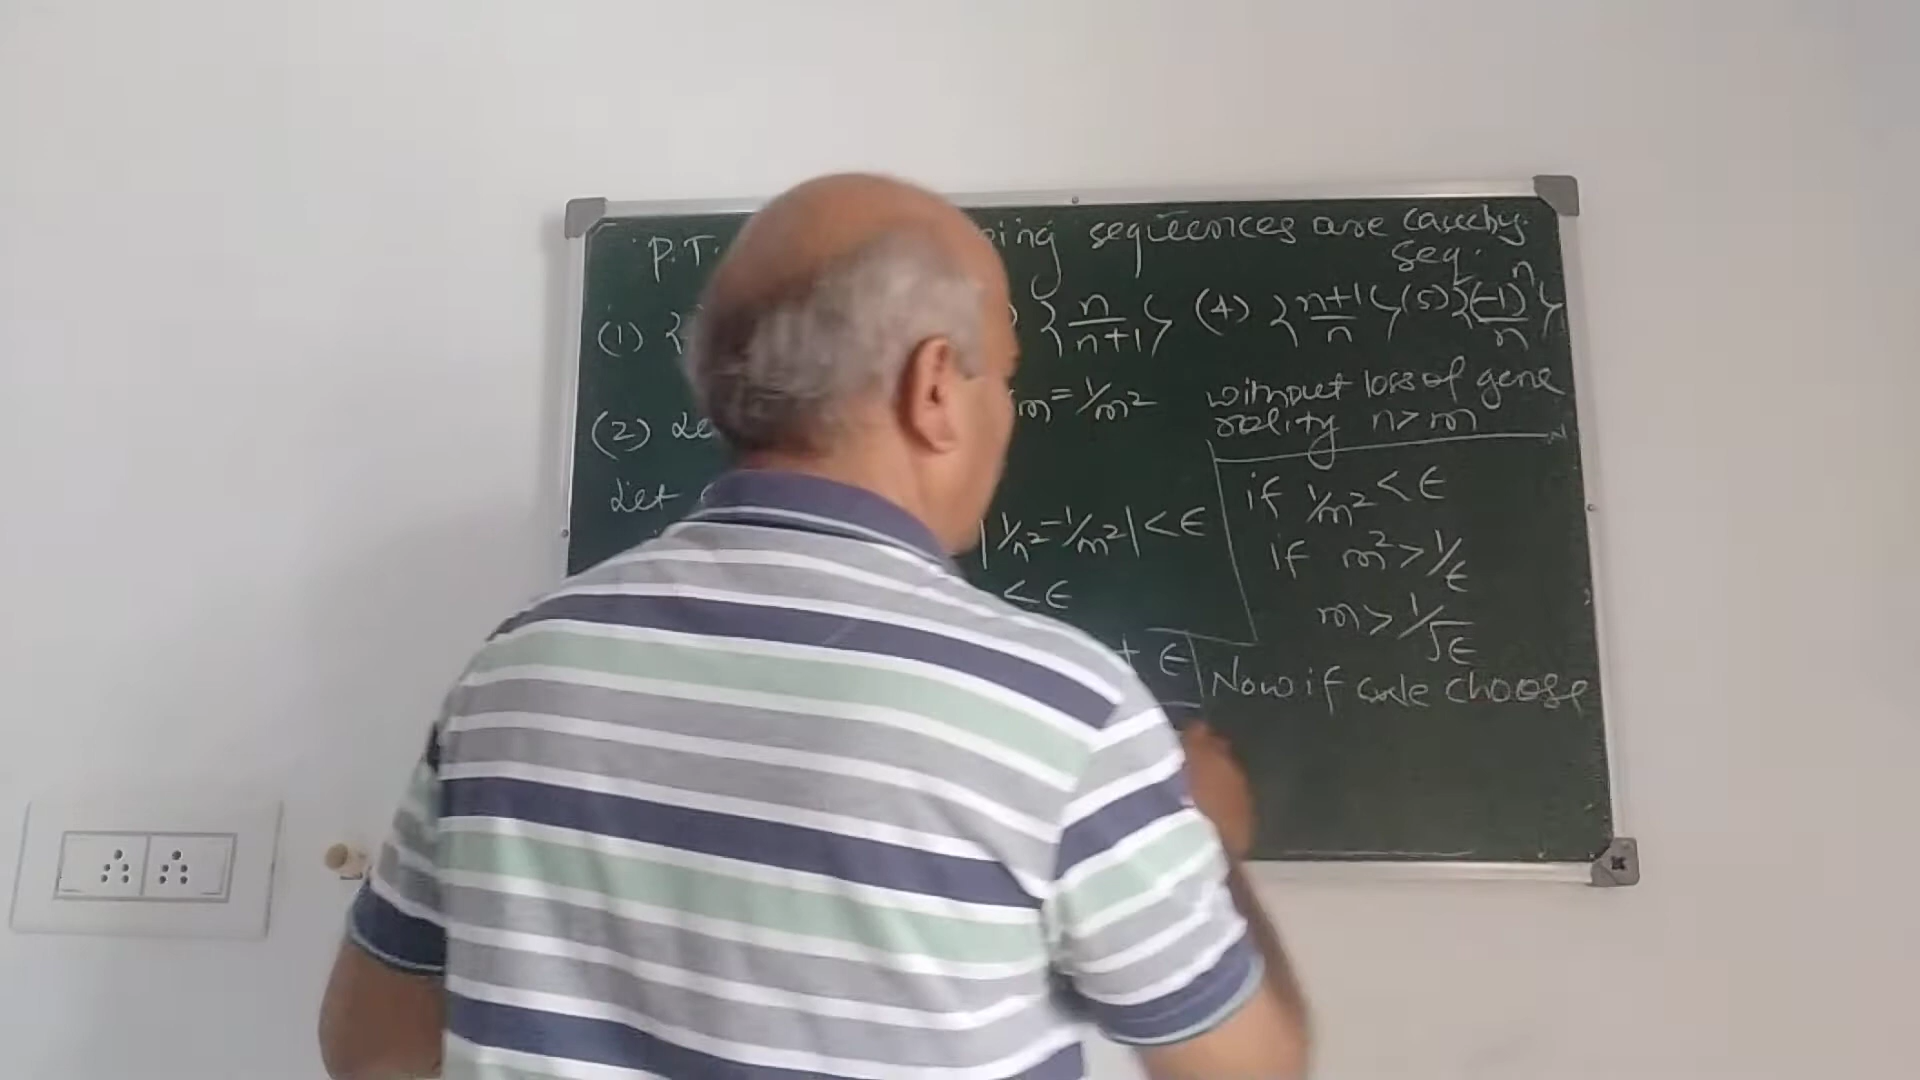 P.T. ing sequences are cauchy
seq.
(1) { { n/n+1 } (4) { n+1/n } (5) { (-1)^n/n }
(2) Le m = 1/m² without loss of gene
rality n > m
Let | 1/n² - 1/m² | < ϵ if 1/m² < ϵ
< ϵ if m² > 1/ϵ
m > 1/√ϵ
ϵ Now if we choose